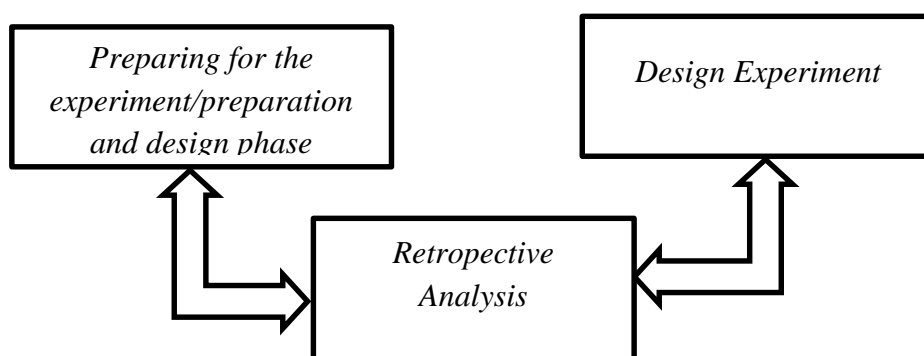 Preparing for the
experiment/preparation
and design phase
Design Experiment
Retropective
Analysis